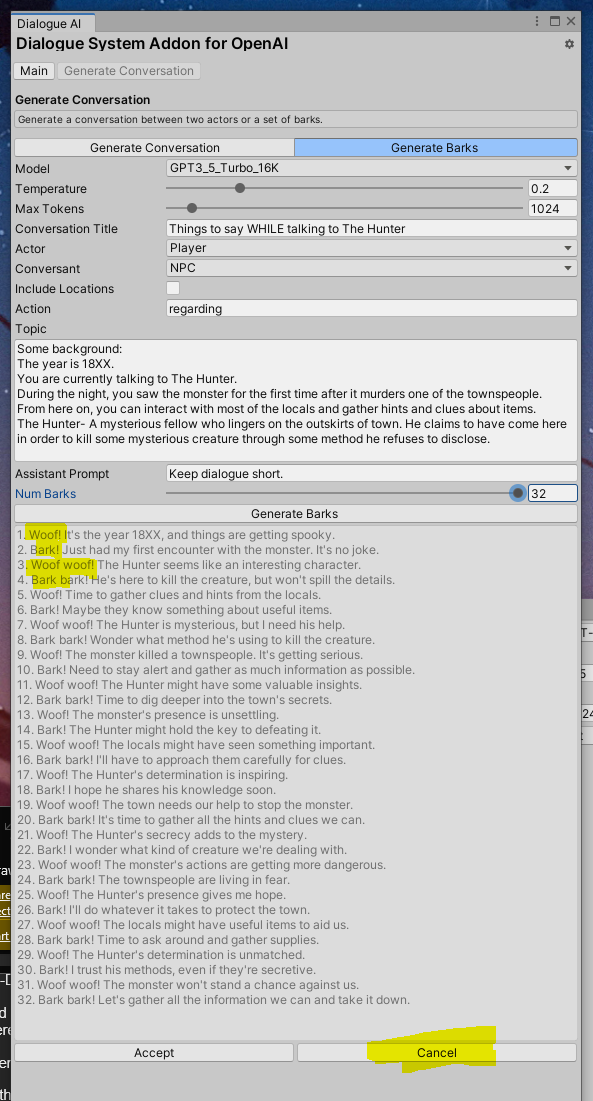 Dialogue AI
Dialogue System Addon for OpenAI
Main Generate Conversation
Generate Conversation
Generate a conversation between two actors or a set of barks.
Generate Conversation Generate Barks
Model GPT3_5_Turbo_16K
Temperature 0.2
Max Tokens 1024
Conversation Title Things to say WHILE talking to The Hunter
Actor Player
Conversant NPC
Include Locations
Action regarding
Topic
Some background:
The year is 18XX.
You are currently talking to The Hunter.
During the night, you saw the monster for the first time after it murders one of the townspeople.
From here on, you can interact with most of the locals and gather hints and clues about items.
The Hunter- A mysterious fellow who lingers on the outskirts of town. He claims to have come here
in order to kill some mysterious creature through some method he refuses to disclose.
Assistant Prompt Keep dialogue short.
Num Barks 32
Generate Barks
1. Woof! It's the year 18XX, and things are getting spooky.
2. Bark! Just had my first encounter with the monster. It's no joke.
3. Woof woof! The Hunter seems like an interesting character.
4. Bark bark! He's here to kill the creature, but won't spill the details.
5. Woof! Time to gather clues and hints from the locals.
6. Bark! Maybe they know something about useful items.
7. Woof woof! The Hunter is mysterious, but I need his help.
8. Bark bark! Wonder what method he's using to kill the creature.
9. Woof! The monster killed a townspeople. It's getting serious.
10. Bark! Need to stay alert and gather as much information as possible.
11. Woof woof! The Hunter might have some valuable insights.
12. Bark bark! Time to dig deeper into the town's secrets.
13. Woof! The monster's presence is unsettling.
14. Bark! The Hunter might hold the key to defeating it.
15. Woof woof! The locals might have seen something important.
16. Bark bark! I'll have to approach them carefully for clues.
17. Woof! The Hunter's determination is inspiring.
18. Bark! I hope he shares his knowledge soon.
19. Woof woof! The town needs our help to stop the monster.
20. Bark bark! It's time to gather all the hints and clues we can.
21. Woof! The Hunter's secrecy adds to the mystery.
22. Bark! I wonder what kind of creature we're dealing with.
23. Woof woof! The monster's actions are getting more dangerous.
24. Bark bark! The townspeople are living in fear.
25. Woof! The Hunter's presence gives me hope.
26. Bark! I'll do whatever it takes to protect the town.
27. Woof woof! The locals might have useful items to aid us.
28. Bark bark! Time to ask around and gather supplies.
29. Woof! The Hunter's determination is unmatched.
30. Bark! I trust his methods, even if they're secretive.
31. Woof woof! The monster won't stand a chance against us.
32. Bark bark! Let's gather all the information we can and take it down.
Accept Cancel